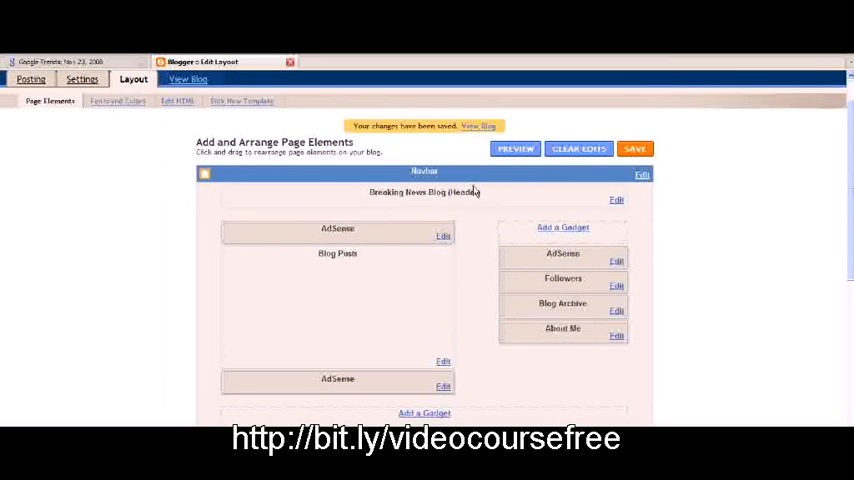 Google Trends: Nov 23, 2008
Blogger :: Edit Layout
Posting Settings Layout View Blog
Page Elements Fonts and Colors Edit HTML Pick New Template
Your changes have been saved. View Blog
Add and Arrange Page Elements
Click and drag to rearrange page elements on your blog.
PREVIEW CLEAR EDITS SAVE
Navbar
Edit
Breaking News Blog (Header)
Edit
AdSense
Edit
Blog Posts
Edit
AdSense
Edit
Add a Gadget
AdSense
Edit
Followers
Edit
Blog Archive
Edit
About Me
Edit
Add a Gadget
http://bit.ly/videocoursefree